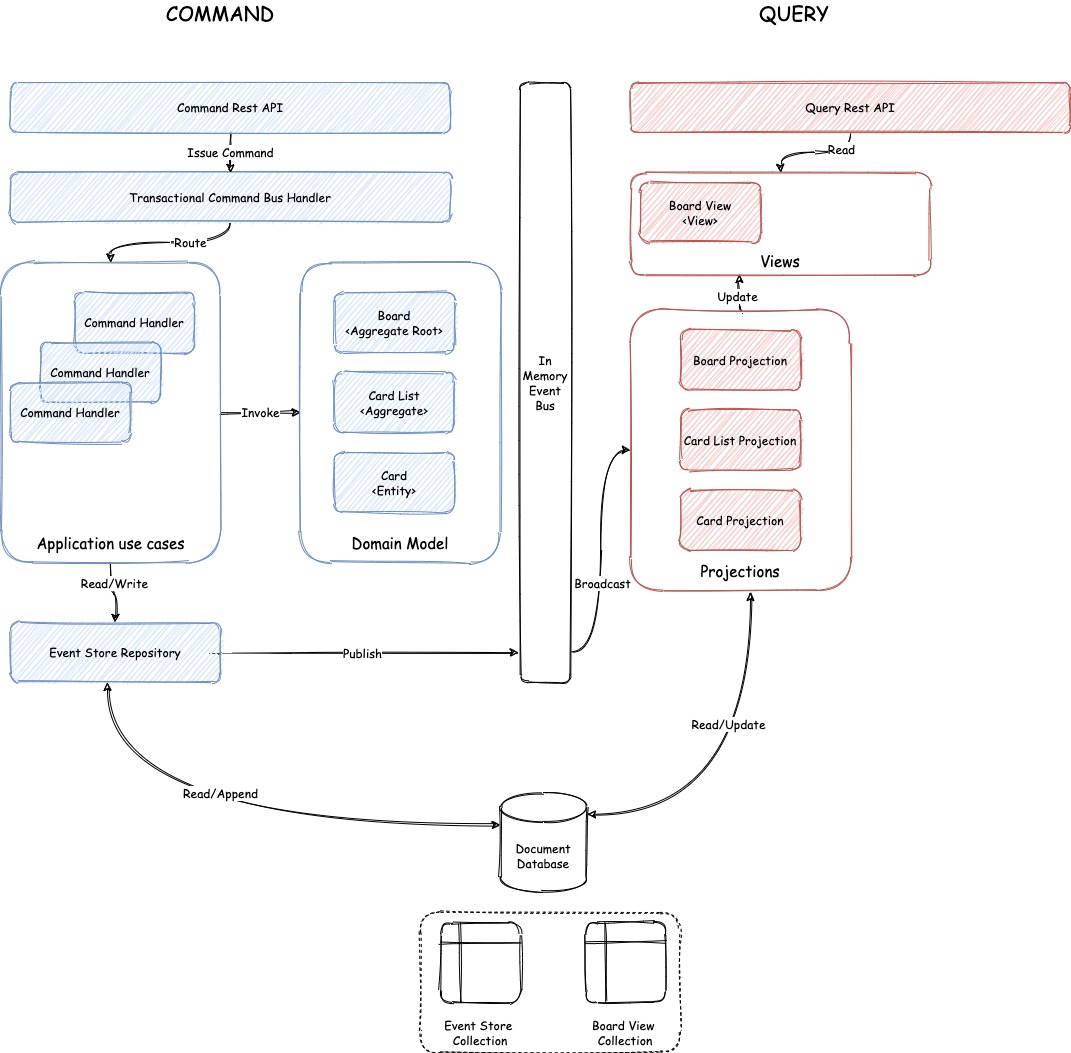 COMMAND
QUERY
Command Rest API
Query Rest API
Issue Command
Read
Transactional Command Bus Handler
Board View
<View>
Route
Views
Update
Command Handler
Command Handler
Command Handler
Application use cases
Invoke
Board
<Aggregate Root>
Card List
<Aggregate>
Card
<Entity>
Domain Model
In
Memory
Event
Bus
Board Projection
Card List Projection
Card Projection
Projections
Read/Write
Broadcast
Event Store Repository
Publish
Read/Update
Read/Append
Document
Database
Event Store
Collection
Board View
Collection